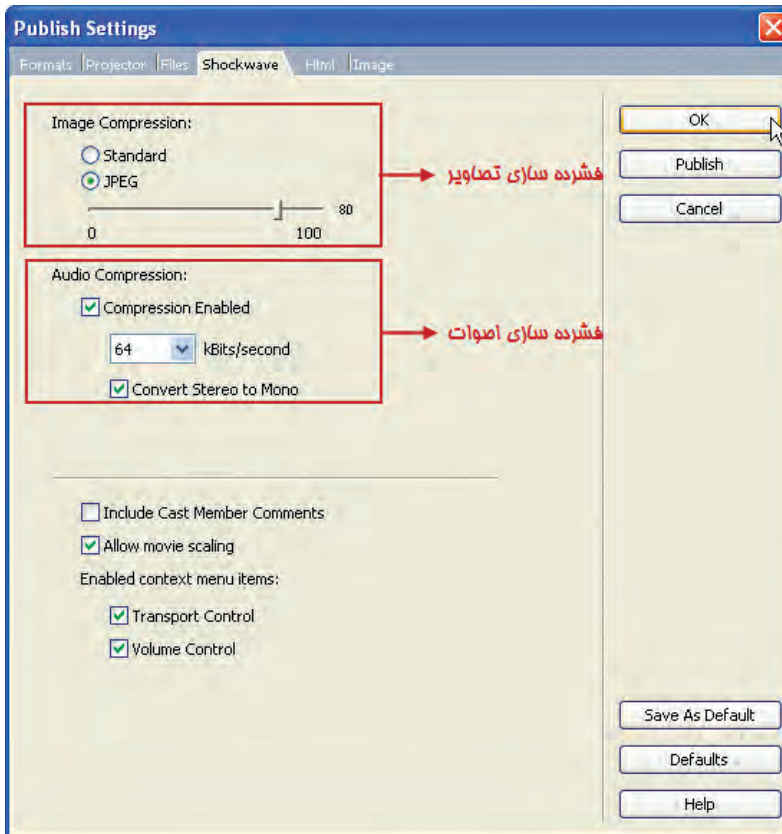 Publish Settings
Formats Projector Files Shockwave Html Image
Image Compression:
Standard
JPEG
80
0 100
فشرده سازی تصاویر
Audio Compression:
Compression Enabled
64 kBits/second
Convert Stereo to Mono
فشرده سازی اصوات
Include Cast Member Comments
Allow movie scaling
Enabled context menu items:
Transport Control
Volume Control
OK
Publish
Cancel
Save As Default
Defaults
Help